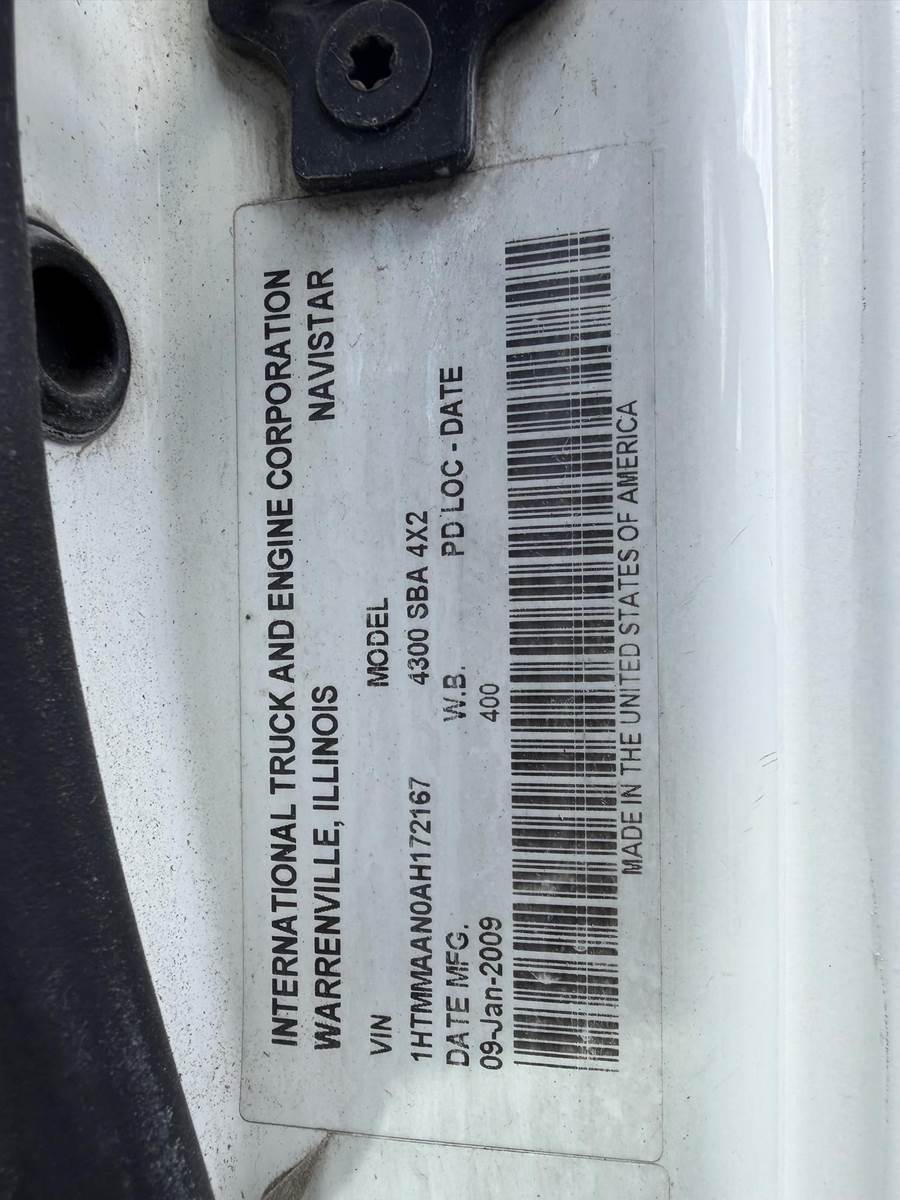 INTERNATIONAL TRUCK AND ENGINE CORPORATION
WARRENVILLE, ILLINOIS NAVISTAR
VIN MODEL
1HTMMAAN0AH172167 4300 SBA 4X2
DATE MFG. W.B. PD LOC - DATE
09-Jan-2009 400
MADE IN THE UNITED STATES OF AMERICA